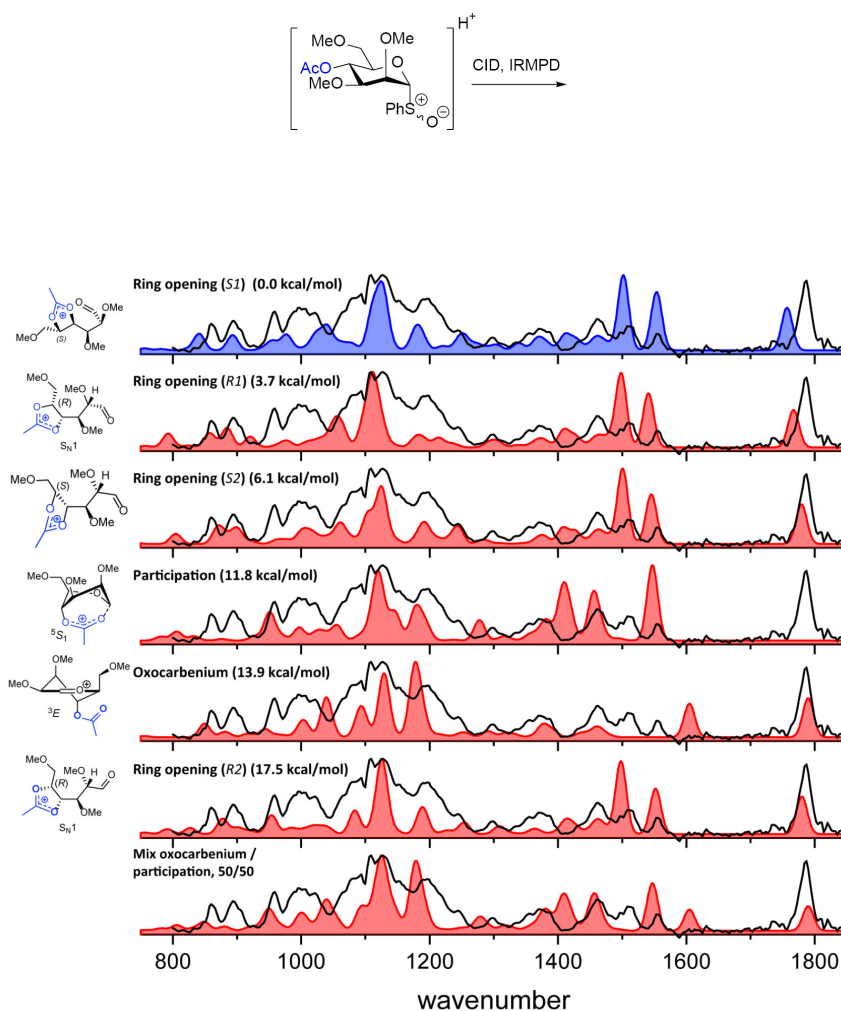 H⁺
MeO OMe
AcO O
MeO
PhS⊕
O⊖
CID, IRMPD
Ring opening (S1) (0.0 kcal/mol)
O O OMe
⊕
MeO (S) OMe
Ring opening (R1) (3.7 kcal/mol)
MeO
(R) MeO H
O O
⊕ O OMe
S_N1
Ring opening (S2) (6.1 kcal/mol)
MeO (S) MeO H
O O O
⊕ OMe
Participation (11.8 kcal/mol)
OMe
MeO OMe
O
O ⊕ O
⁵S₁
Oxocarbenium (13.9 kcal/mol)
OMe OMe
MeO O⊕
O O
³E
Ring opening (R2) (17.5 kcal/mol)
MeO
(R) MeO H
O O
⊕ O OMe
S_N1
Mix oxocarbenium /
participation, 50/50
800 1000 1200 1400 1600 1800
wavenumber